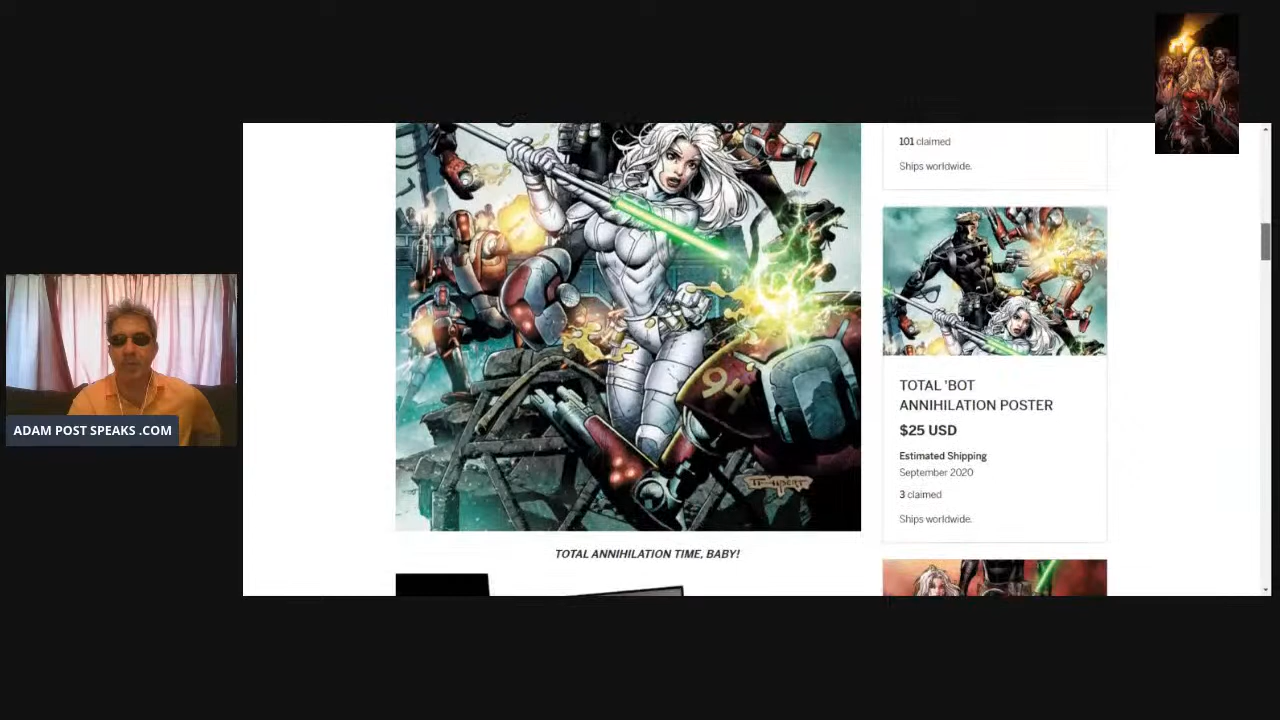 101 claimed
Ships worldwide.
94
TOTAL 'BOT
ANNIHILATION POSTER
$25 USD
Estimated Shipping
September 2020
3 claimed
Ships worldwide.
ADAM POST SPEAKS .COM
TOTAL ANNIHILATION TIME, BABY!